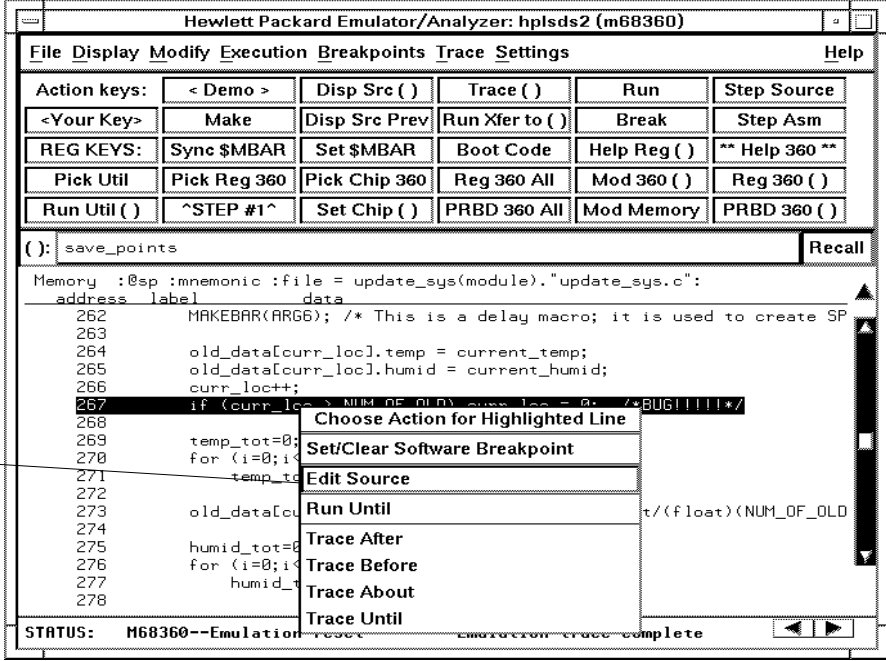 Hewlett Packard Emulator/Analyzer: hplsds2 (m68360)
File Display Modify Execution Breakpoints Trace Settings Help
Action keys: < Demo > Disp Src ( ) Trace ( ) Run Step Source
<Your Key> Make Disp Src Prev Run Xfer to ( ) Break Step Asm
REG KEYS: Sync $MBAR Set $MBAR Boot Code Help Reg ( ) ** Help 360 **
Pick Util Pick Reg 360 Pick Chip 360 Reg 360 All Mod 360 ( ) Reg 360 ( )
Run Util ( ) ^STEP #1^ Set Chip ( ) PRBD 360 All Mod Memory PRBD 360 ( )
( ): save_points Recall
Memory :@sp :mnemonic :file = update_sys(module)."update_sys.c":
address label data
262 MAKEBAR(ARG6); /* This is a delay macro; it is used to create SP
263
264 old_data[curr_loc].temp = current_temp;
265 old_data[curr_loc].humid = current_humid;
266 curr_loc++;
267 if (curr_loc > NUM_OF_OLD) curr_loc = 0; /*BUG!!!!!*/
268
Choose Action for Highlighted Line
269 temp_tot=0;
Set/Clear Software Breakpoint
270 for (i=0;i<
271 temp_to
Edit Source
272
273 old_data[cu t/(float)(NUM_OF_OLD
Run Until
274
275 humid_tot=0
Trace After
276 for (i=0;i<
Trace Before
277 humid_t
Trace About
278
Trace Until
STATUS: M68360--Emulation reset Emulation trace complete